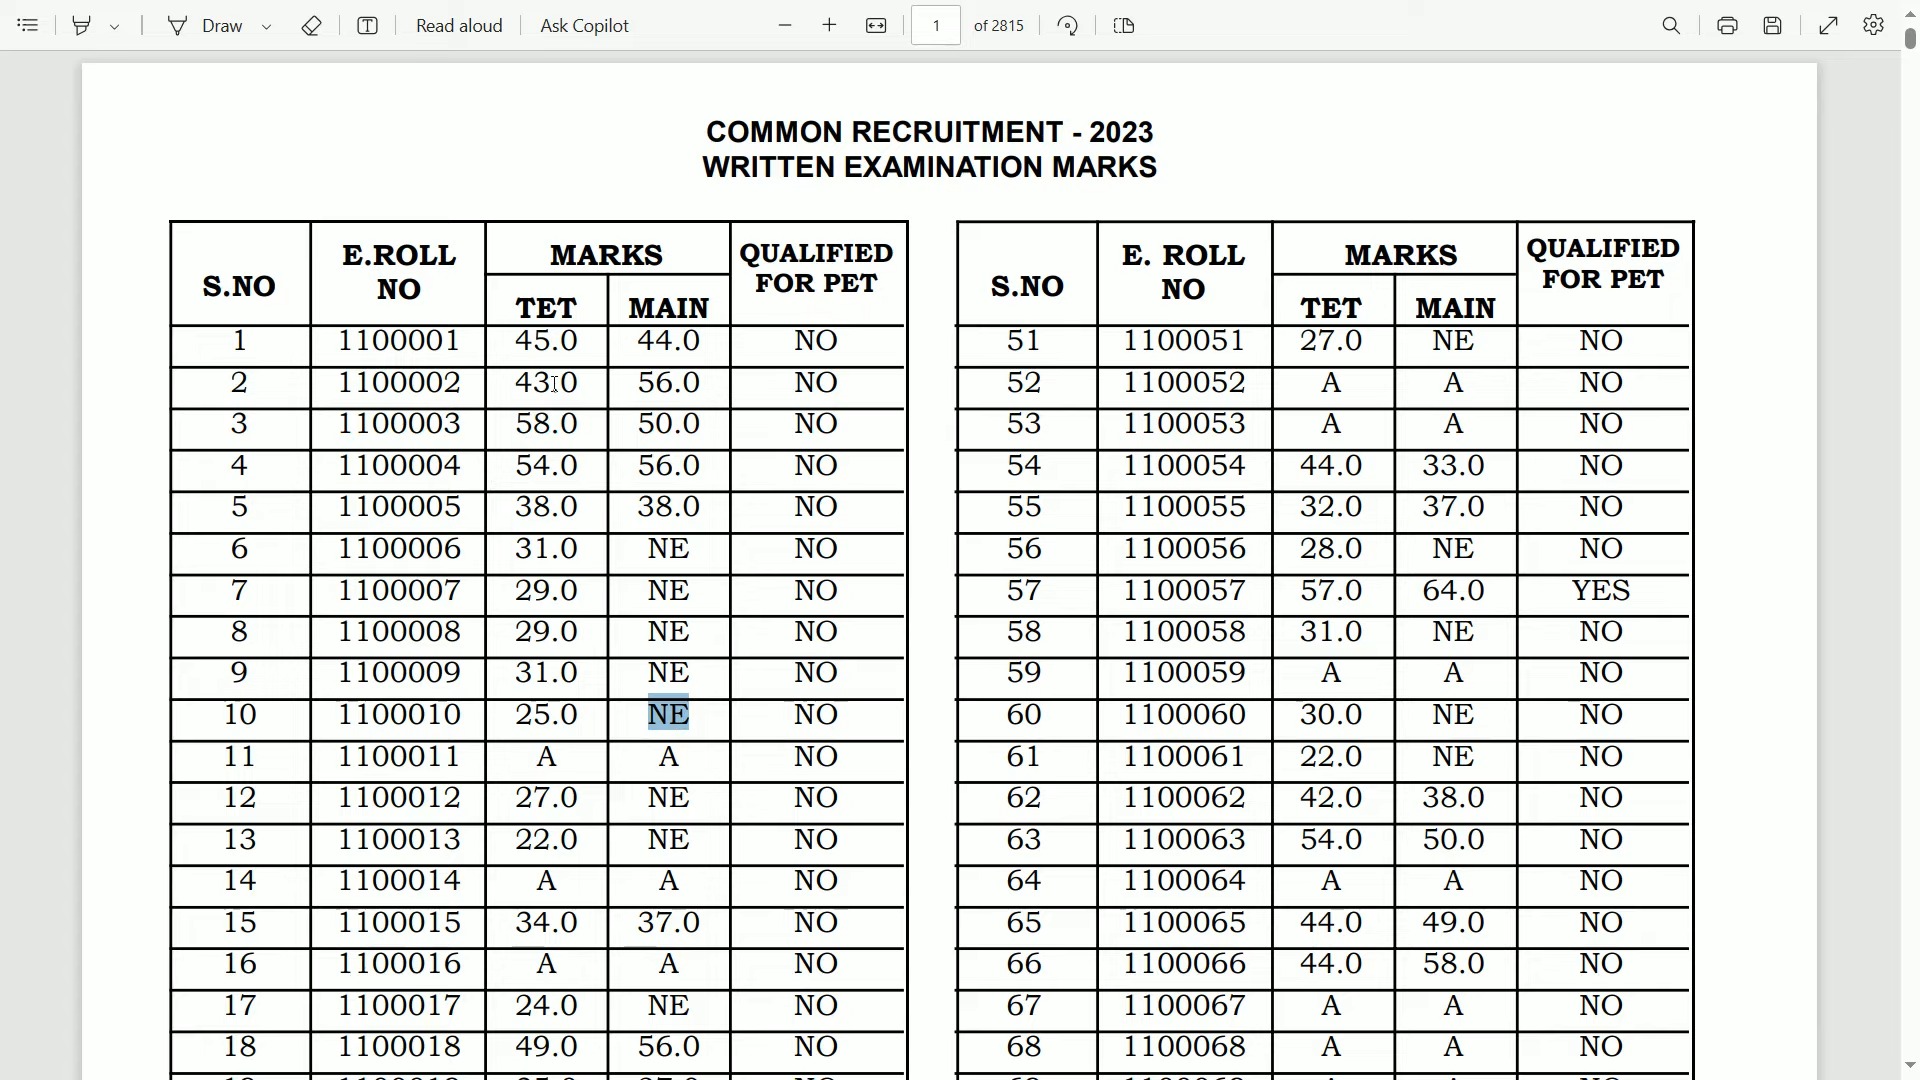 Draw
Read aloud
Ask Copilot
1
of 2815
COMMON RECRUITMENT - 2023
WRITTEN EXAMINATION MARKS
S.NO E.ROLL NO MARKS TET MAIN QUALIFIED FOR PET
1 1100001 45.0 44.0 NO
2 1100002 43.0 56.0 NO
3 1100003 58.0 50.0 NO
4 1100004 54.0 56.0 NO
5 1100005 38.0 38.0 NO
6 1100006 31.0 NE NO
7 1100007 29.0 NE NO
8 1100008 29.0 NE NO
9 1100009 31.0 NE NO
10 1100010 25.0 NE NO
11 1100011 A A NO
12 1100012 27.0 NE NO
13 1100013 22.0 NE NO
14 1100014 A A NO
15 1100015 34.0 37.0 NO
16 1100016 A A NO
17 1100017 24.0 NE NO
18 1100018 49.0 56.0 NO
S.NO E. ROLL NO MARKS TET MAIN QUALIFIED FOR PET
51 1100051 27.0 NE NO
52 1100052 A A NO
53 1100053 A A NO
54 1100054 44.0 33.0 NO
55 1100055 32.0 37.0 NO
56 1100056 28.0 NE NO
57 1100057 57.0 64.0 YES
58 1100058 31.0 NE NO
59 1100059 A A NO
60 1100060 30.0 NE NO
61 1100061 22.0 NE NO
62 1100062 42.0 38.0 NO
63 1100063 54.0 50.0 NO
64 1100064 A A NO
65 1100065 44.0 49.0 NO
66 1100066 44.0 58.0 NO
67 1100067 A A NO
68 1100068 A A NO